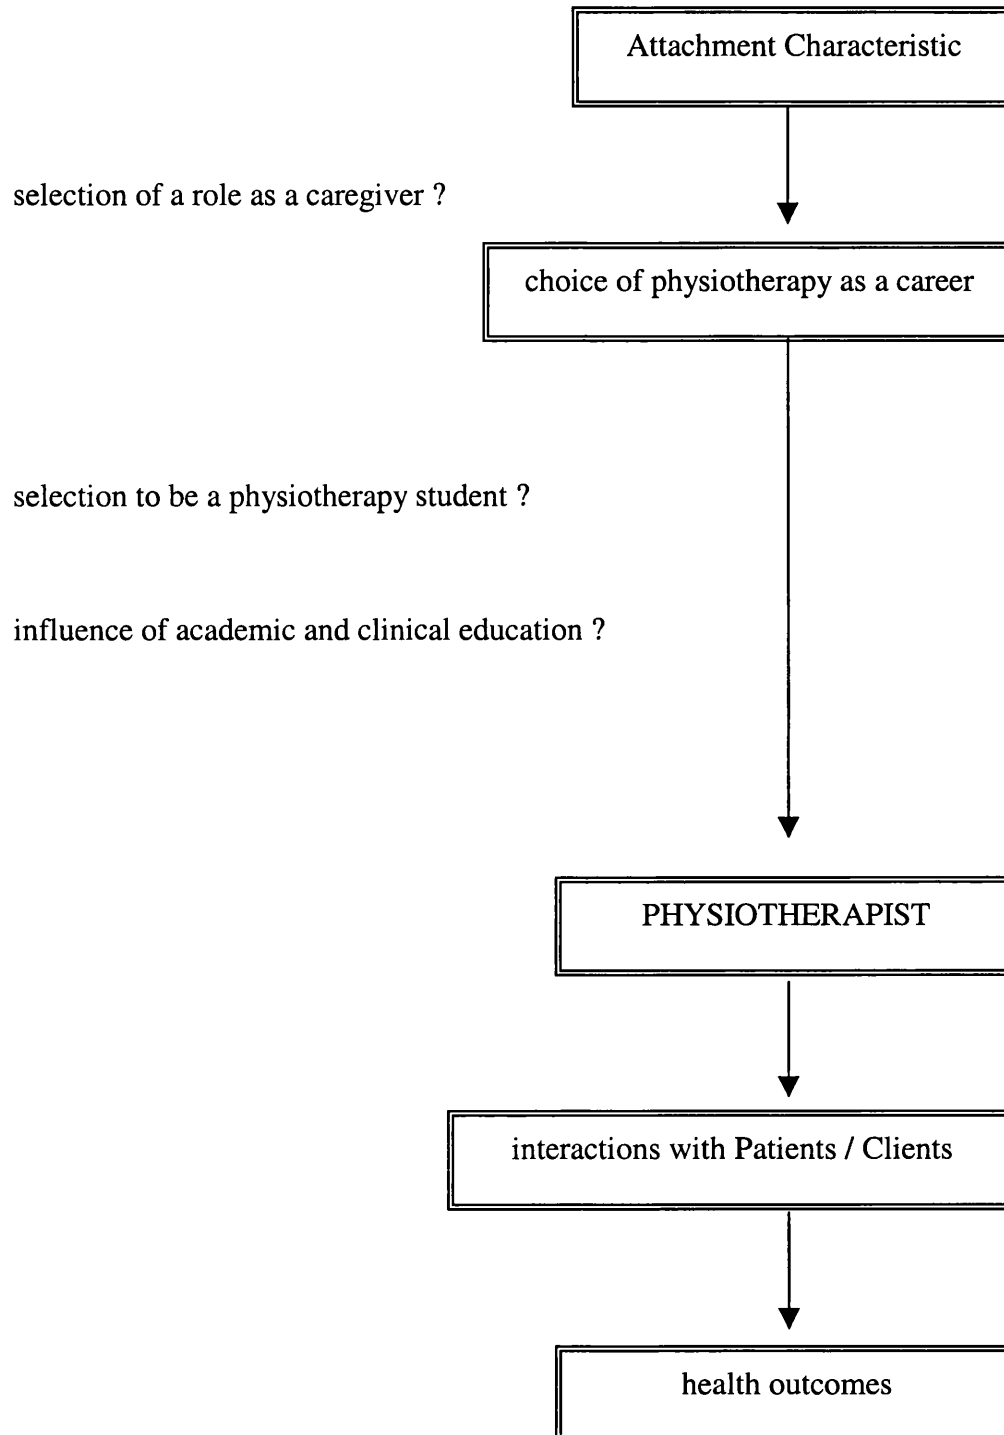 Attachment Characteristic
selection of a role as a caregiver ?
choice of physiotherapy as a career
selection to be a physiotherapy student ?
influence of academic and clinical education ?
PHYSIOTHERAPIST
interactions with Patients / Clients
health outcomes